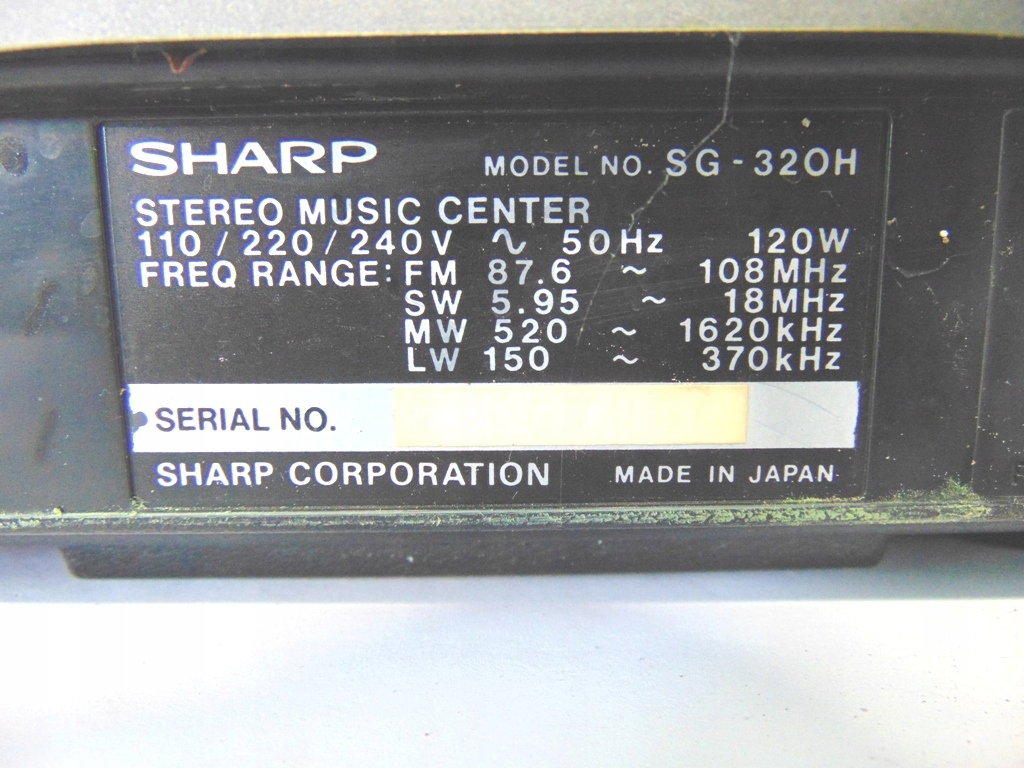 SHARP MODEL NO. SG-320H
STEREO MUSIC CENTER
110/220/240V ∿ 50Hz 120W
FREQ RANGE: FM 87.6 ~ 108MHz
SW 5.95 ~ 18MHz
MW 520 ~ 1620kHz
LW 150 ~ 370kHz
SERIAL NO.
SHARP CORPORATION MADE IN JAPAN